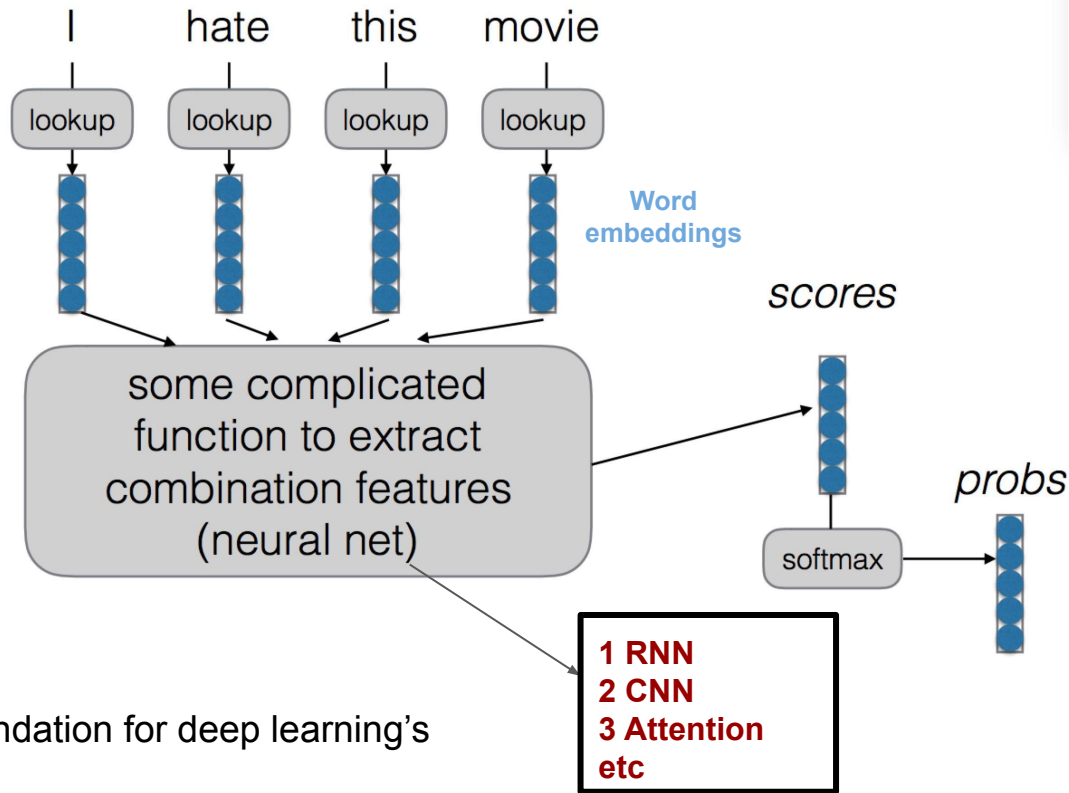 I hate this movie
lookup lookup lookup lookup
Word
embeddings
scores
some complicated
function to extract
combination features
(neural net)
probs
softmax
1 RNN
2 CNN
3 Attention
etc
ndation for deep learning’s